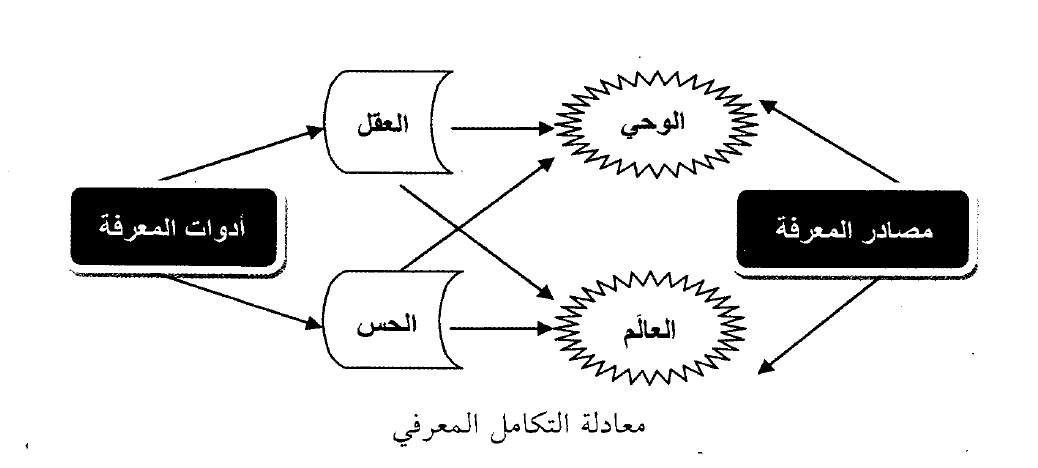 الوحي
العقل
مصادر المعرفة
أدوات المعرفة
العالَم
الحس
معادلة التكامل المعرفي